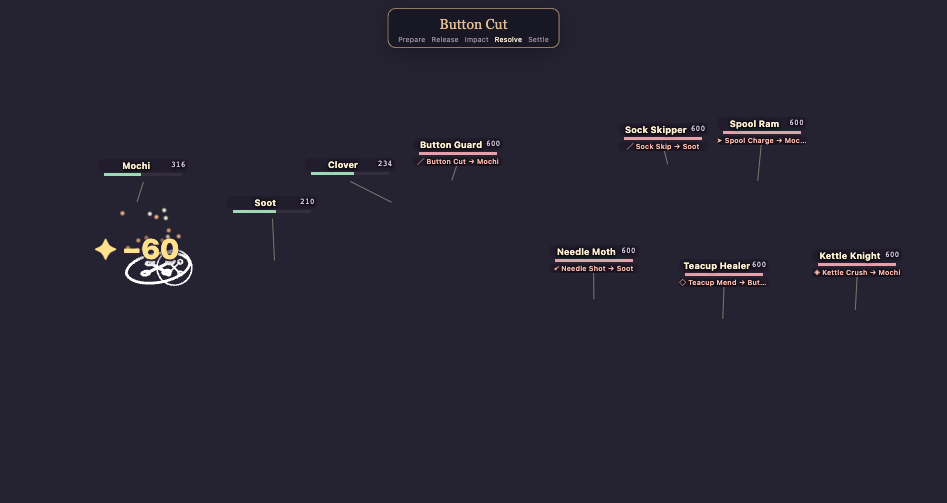 Button Cut
Prepare Release Impact Resolve Settle
Sock Skipper 600
⟋ Sock Skip → Soot
Spool Ram 600
➤ Spool Charge → Moc...
Button Guard 600
⟋ Button Cut → Mochi
Mochi 316
Clover 234
Soot 210
✦ −60
Needle Moth 600
➶ Needle Shot → Soot
Teacup Healer 600
◇ Teacup Mend → But...
Kettle Knight 600
◈ Kettle Crush → Mochi